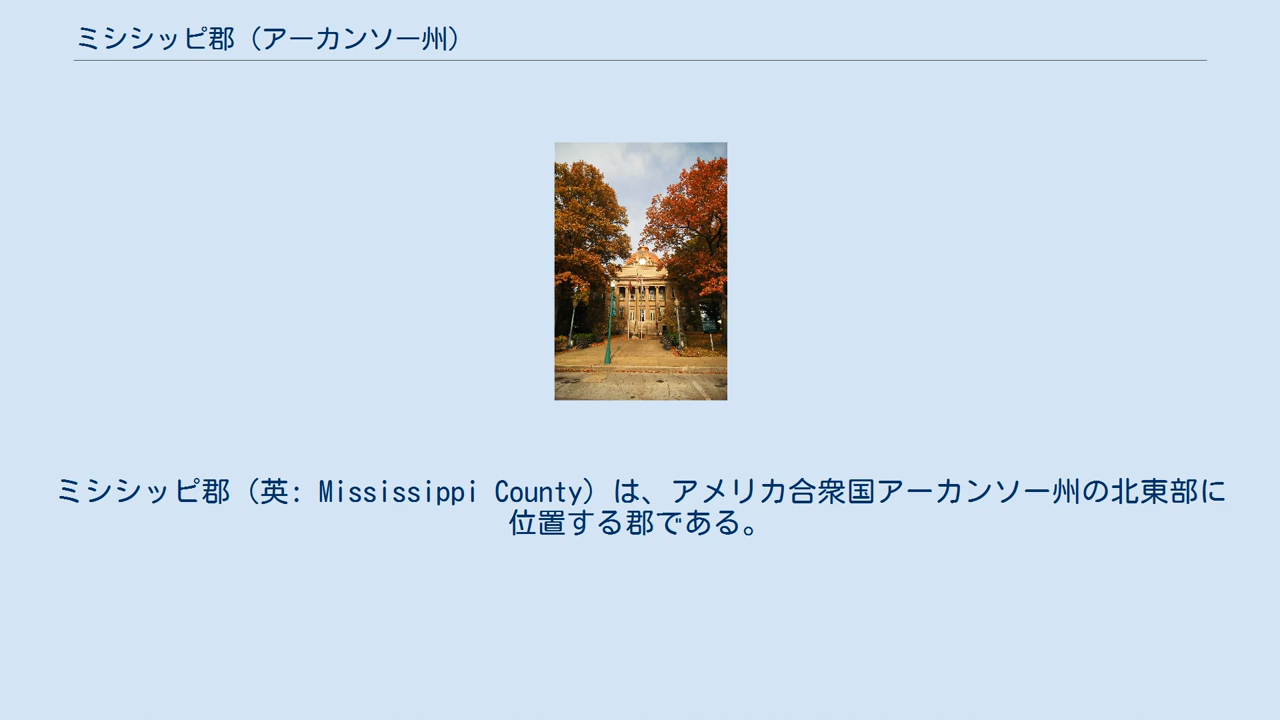 ミシシッピ郡（アーカンソー州）
ミシシッピ郡（英: Mississippi County）は、アメリカ合衆国アーカンソー州の北東部に
位置する郡である。